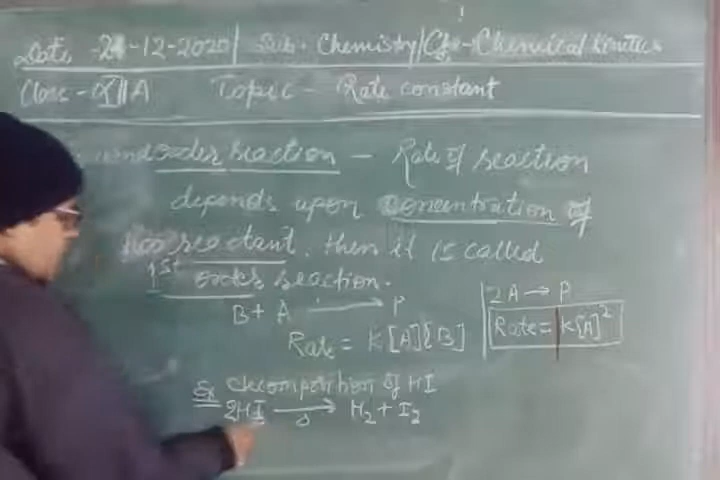 Date - 21-12-2020 | Sub - Chemistry/Ch - Chemical Kinetics
Class - XII A Topic - Rate constant
order reaction - Rate of reaction
depends upon concentration of
two reactant. then it is called
1st order reaction.
B + A → P
Rate = K[A][B]
2A → P
Rate = K[A]²
Ex decomposition of HI
2HI → H₂ + I₂
Δ